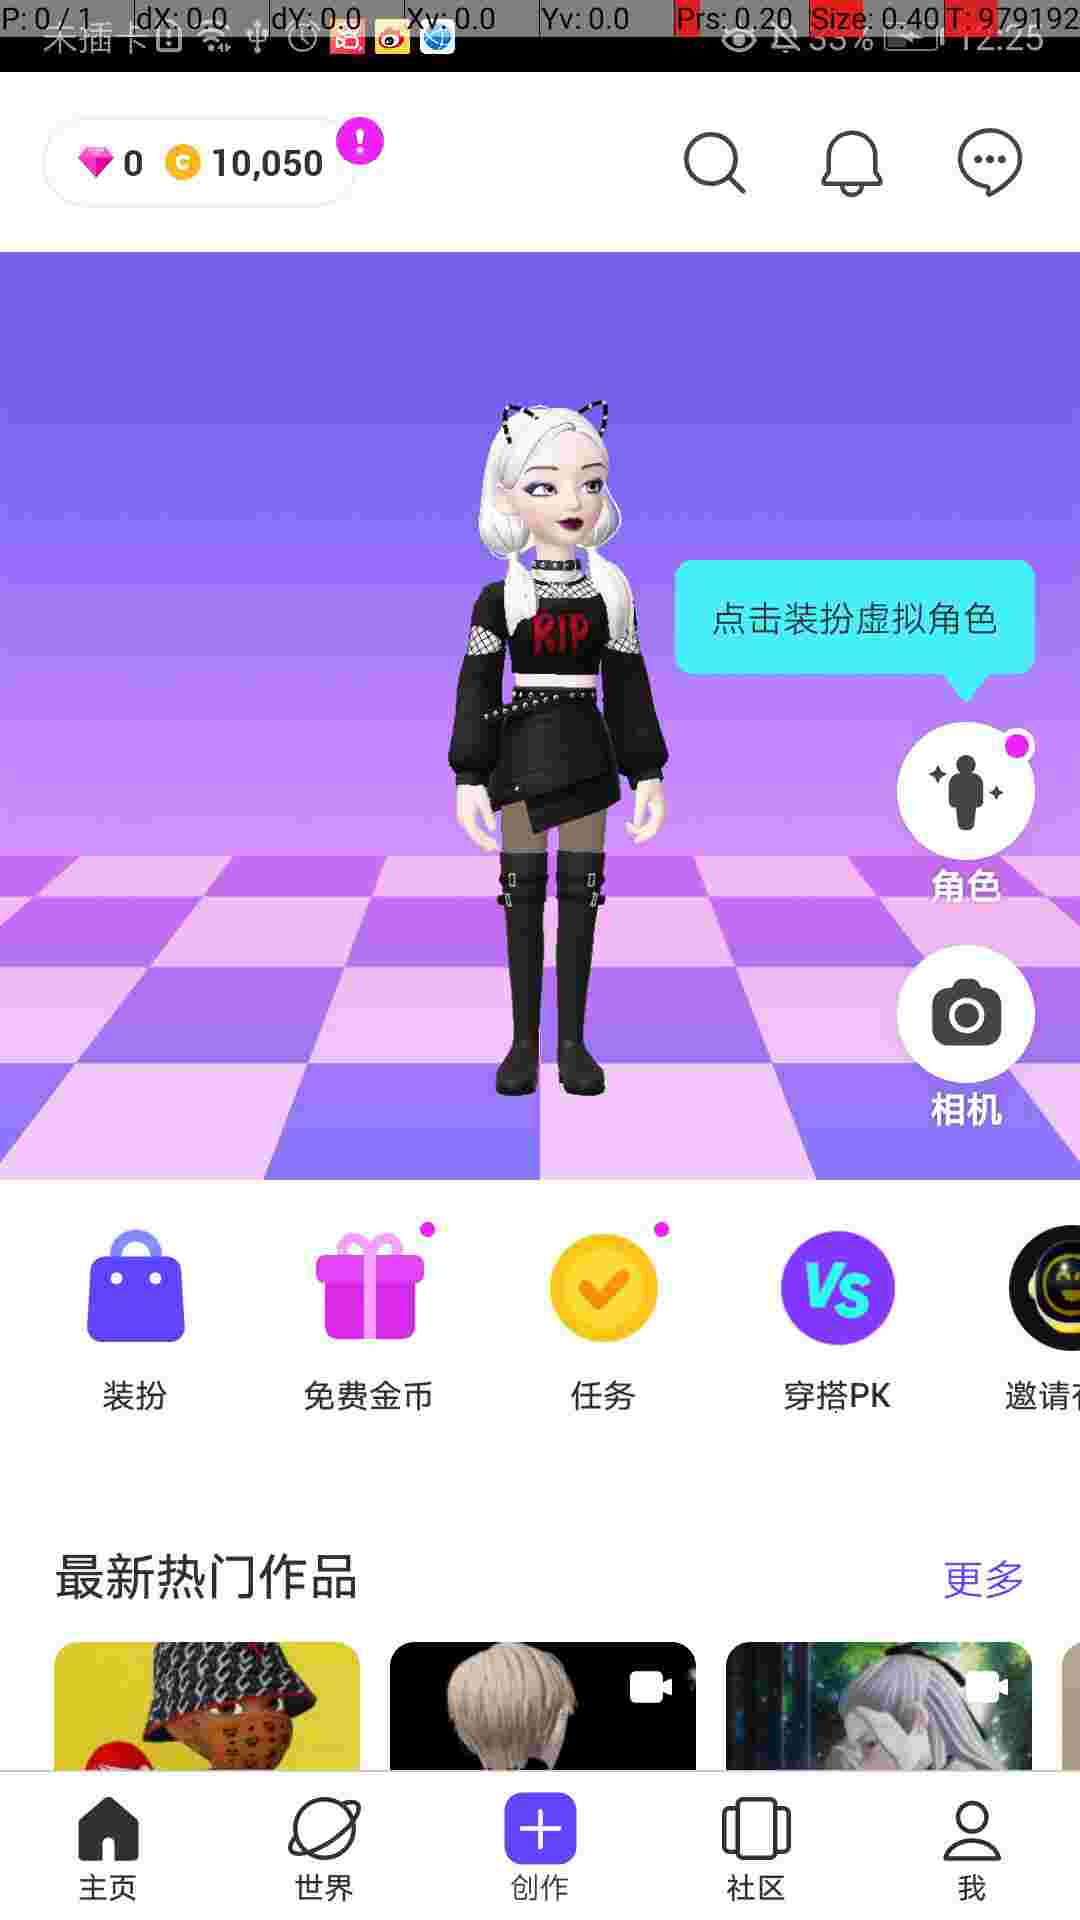 P: 0 / 1 dX: 0.0 dY: 0.0 Xv: 0.0 Yv: 0.0 Prs: 0.20 Size: 0.40 T: 979192
未插卡 33% 12:25
0 C 10,050 !
RIP
点击装扮虚拟角色
角色
相机
VS
装扮 免费金币 任务 穿搭PK 邀请
最新热门作品 更多
主页 世界 创作 社区 我